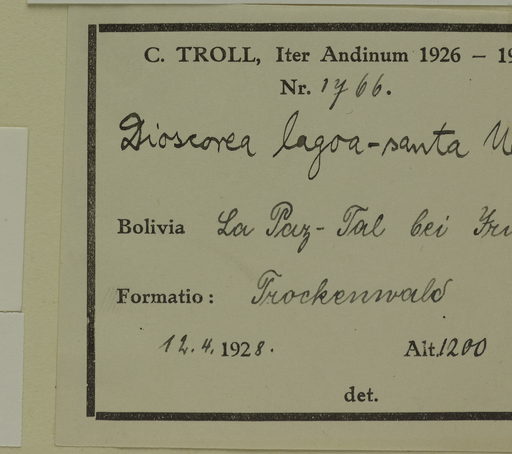 C. TROLL, Iter Andinum 1926 – 19
Nr. 1766.
Dioscorea lagoa-santa U
Bolivia La Paz-Tal bei
Formatio: Trockenwald
12.4.1928. Alt. 1200
det.